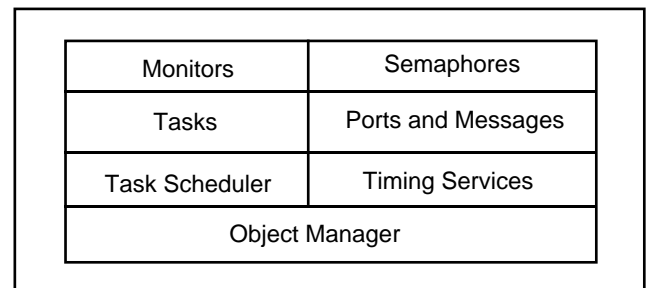 Monitors
Semaphores
Tasks
Ports and Messages
Task Scheduler
Timing Services
Object Manager